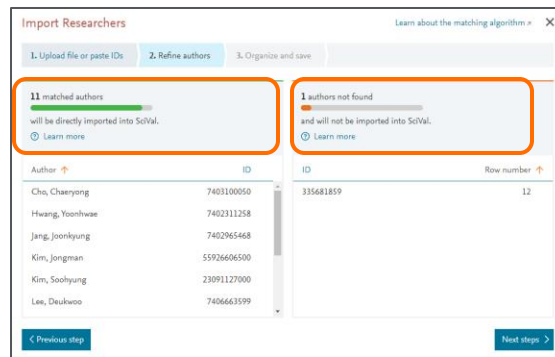 Import Researchers
Learn about the matching algorithm
1. Upload file or paste IDs
2. Refine authors
3. Organize and save
11 matched authors
will be directly imported into SciVal.
Learn more
1 authors not found
and will not be imported into SciVal.
Learn more
Author ↑ ID
Cho, Chaeryong 7403100050
Hwang, Yoonhwae 7402311258
Jang, Joonkyung 7402965468
Kim, Jongman 55926606500
Kim, Soohyung 23091127000
Lee, Deukwoo 7406663599
ID Row number ↑
335681859 12
Previous step
Next steps